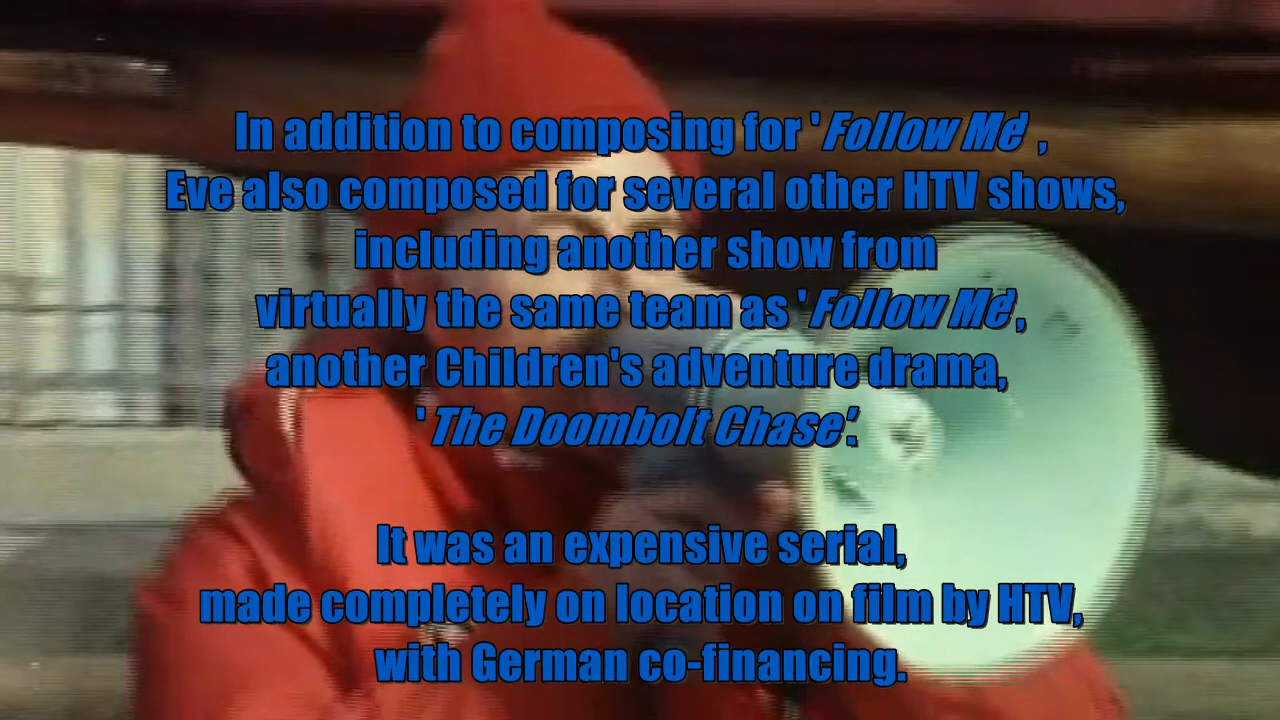 In addition to composing for 'Follow Me' ,
Eve also composed for several other HTV shows,
including another show from
virtually the same team as 'Follow Me',
another Children's adventure drama,
'The Doombolt Chase'.
It was an expensive serial,
made completely on location on film by HTV,
with German co-financing.